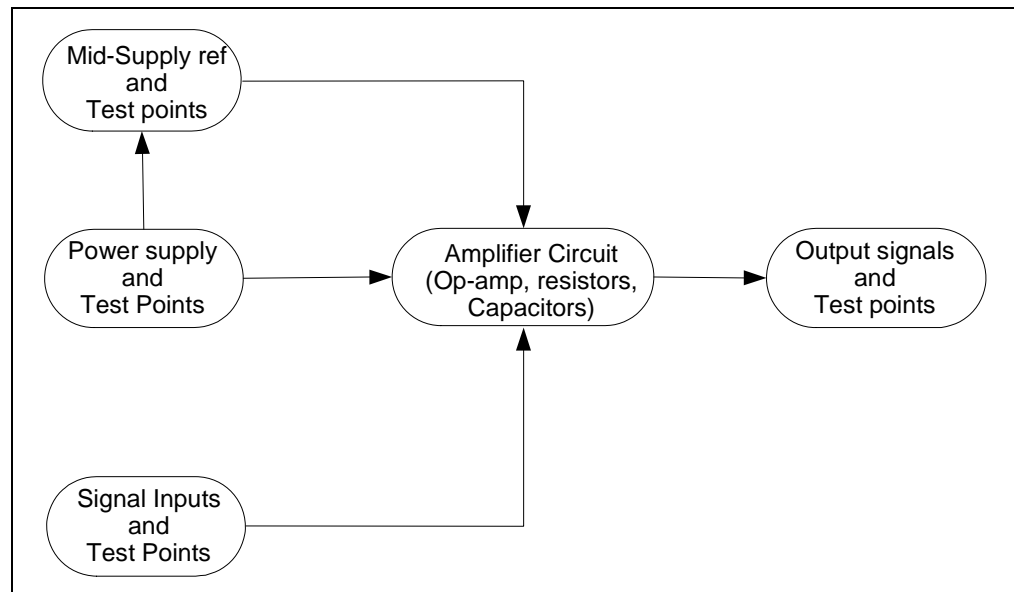 Mid-Supply ref
and
Test points
Power supply
and
Test Points
Amplifier Circuit
(Op-amp, resistors,
Capacitors)
Output signals
and
Test points
Signal Inputs
and
Test Points